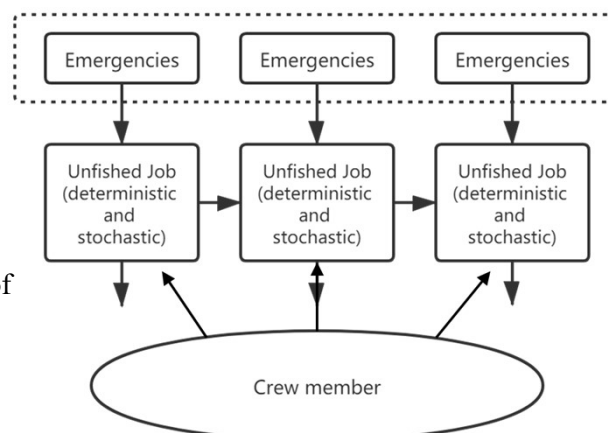 Emergencies
Emergencies
Emergencies
Unfished Job
(deterministic
and
stochastic)
Unfished Job
(deterministic
and
stochastic)
Unfished Job
(deterministic
and
stochastic)
of
Crew member